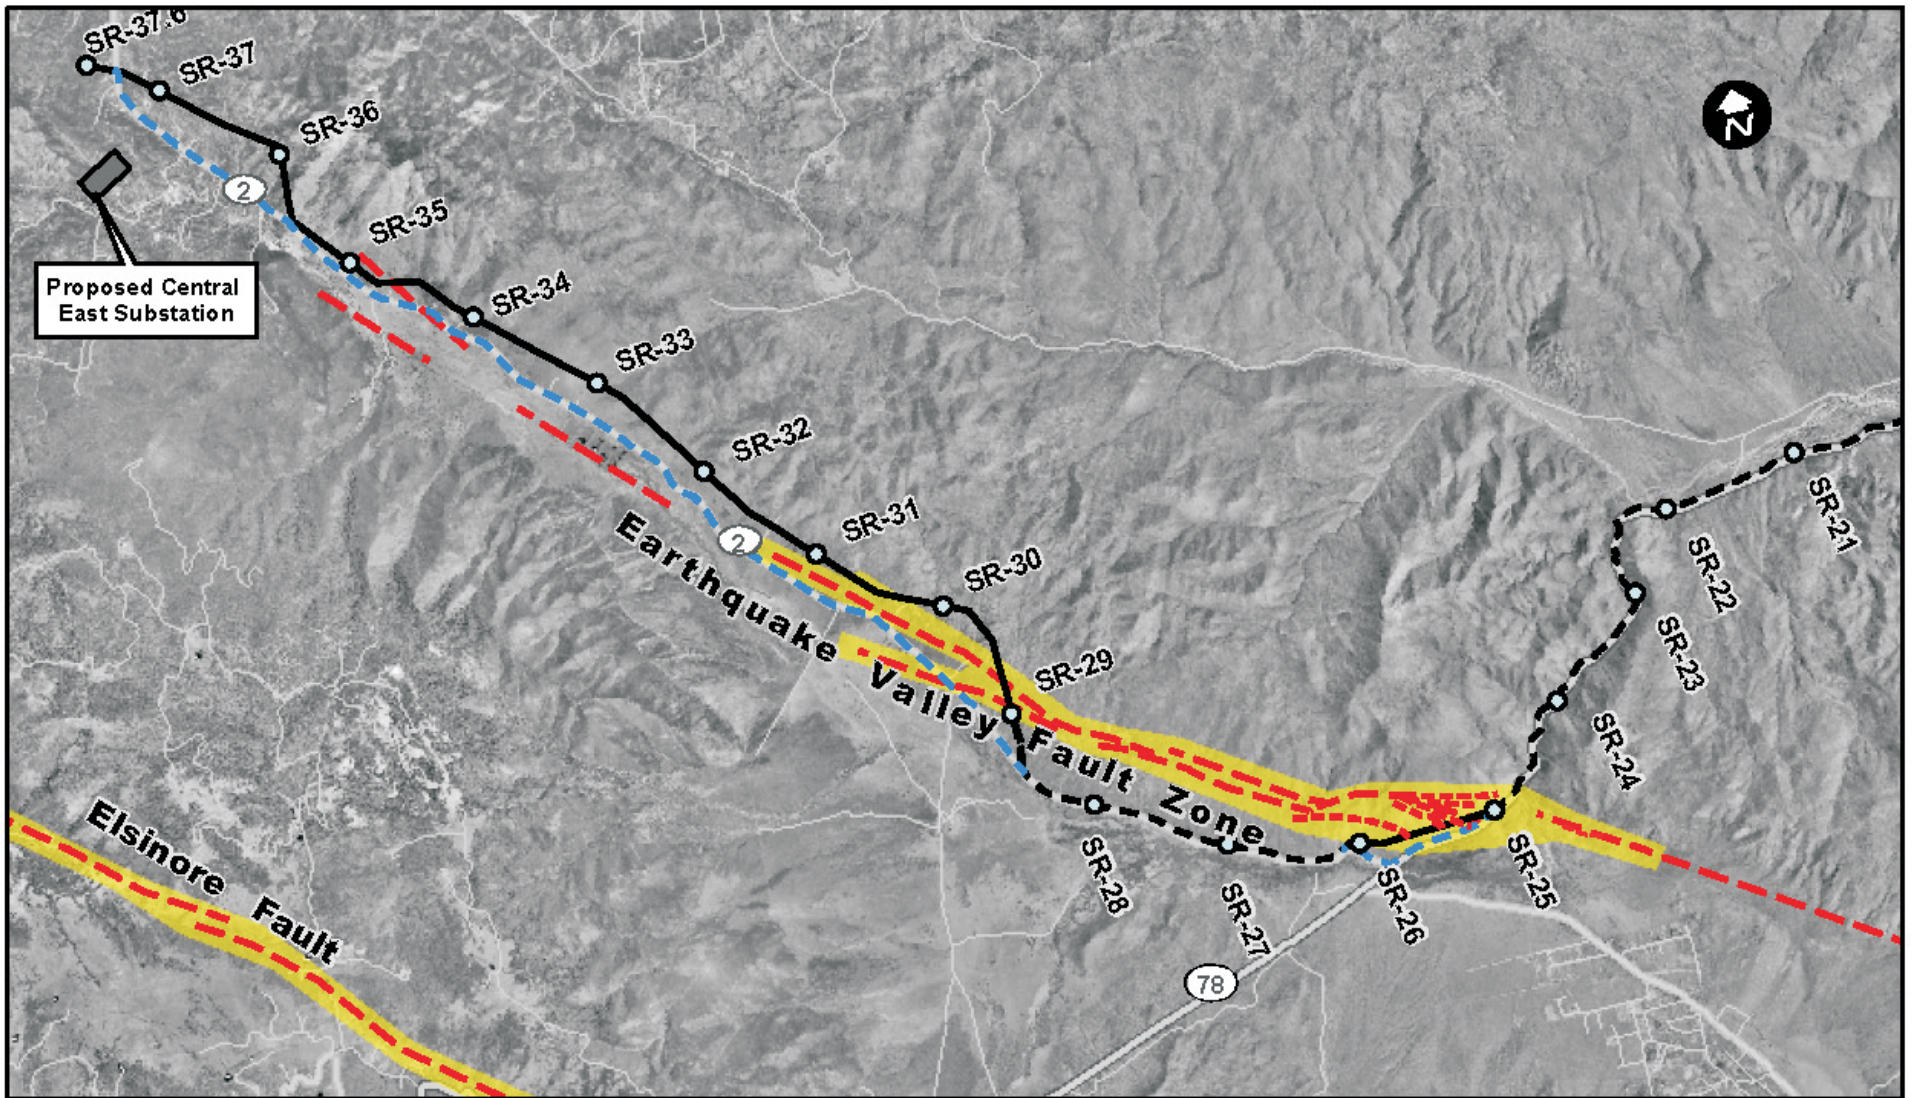 SR-37.6
SR-37
SR-36
2
SR-35
Proposed Central
East Substation
SR-34
SR-33
SR-32
SR-31
2
SR-30
SR-29
Earthquake Valley Fault Zone
N
SR-21
SR-22
SR-23
SR-24
SR-25
SR-26
SR-27
SR-28
78
Elsinore Fault